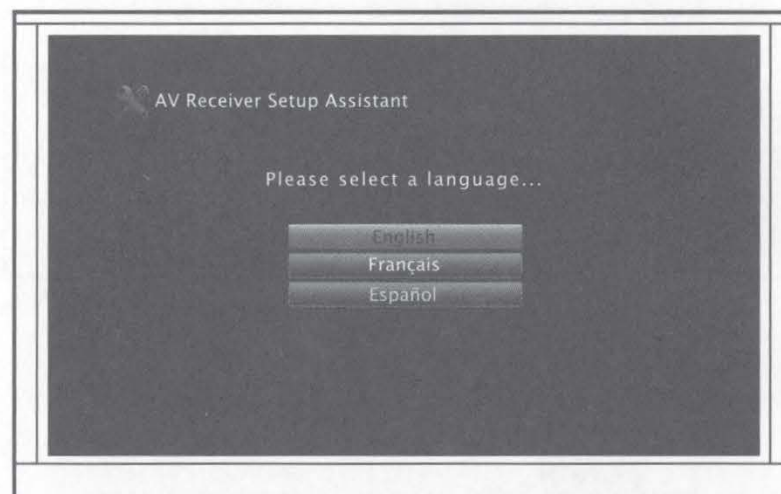 AV Receiver Setup Assistant
Please select a language...
English
Français
Español